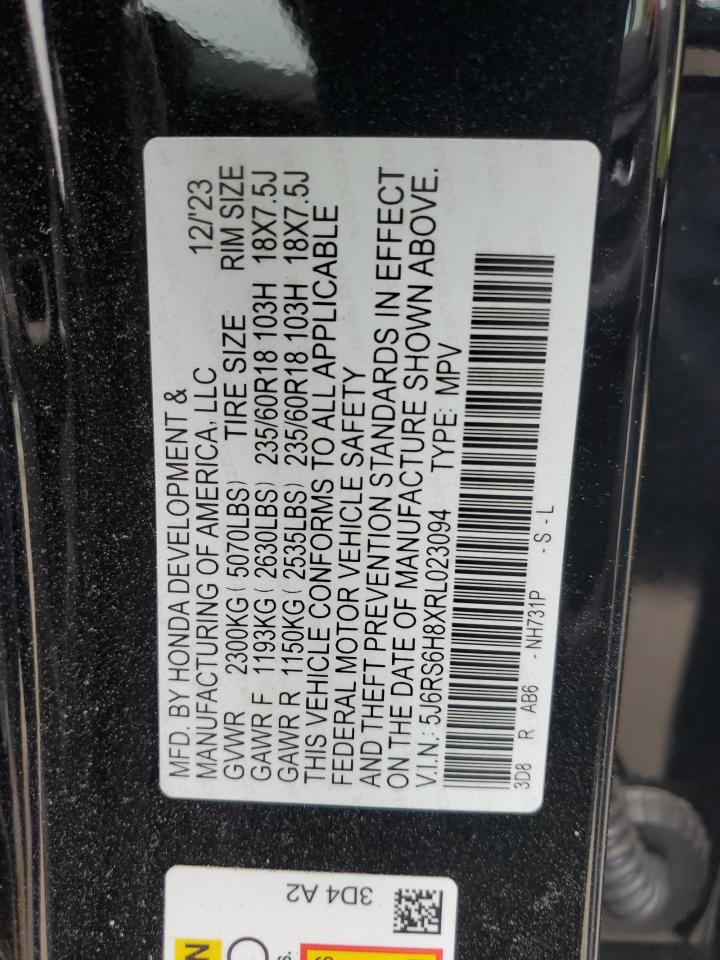 MFD. BY HONDA DEVELOPMENT &
MANUFACTURING OF AMERICA, LLC 12/'23
GVWR 2300KG ( 5070LBS) TIRE SIZE RIM SIZE
GAWR F 1193KG ( 2630LBS) 235/60R18 103H 18X7.5J
GAWR R 1150KG ( 2535LBS) 235/60R18 103H 18X7.5J
THIS VEHICLE CONFORMS TO ALL APPLICABLE
FEDERAL MOTOR VEHICLE SAFETY
AND THEFT PREVENTION STANDARDS IN EFFECT
ON THE DATE OF MANUFACTURE SHOWN ABOVE.
V.I.N.: 5J6RS6H8XRL023094 TYPE: MPV
3D8 R AB6 - NH731P - S - L
3D4 A2